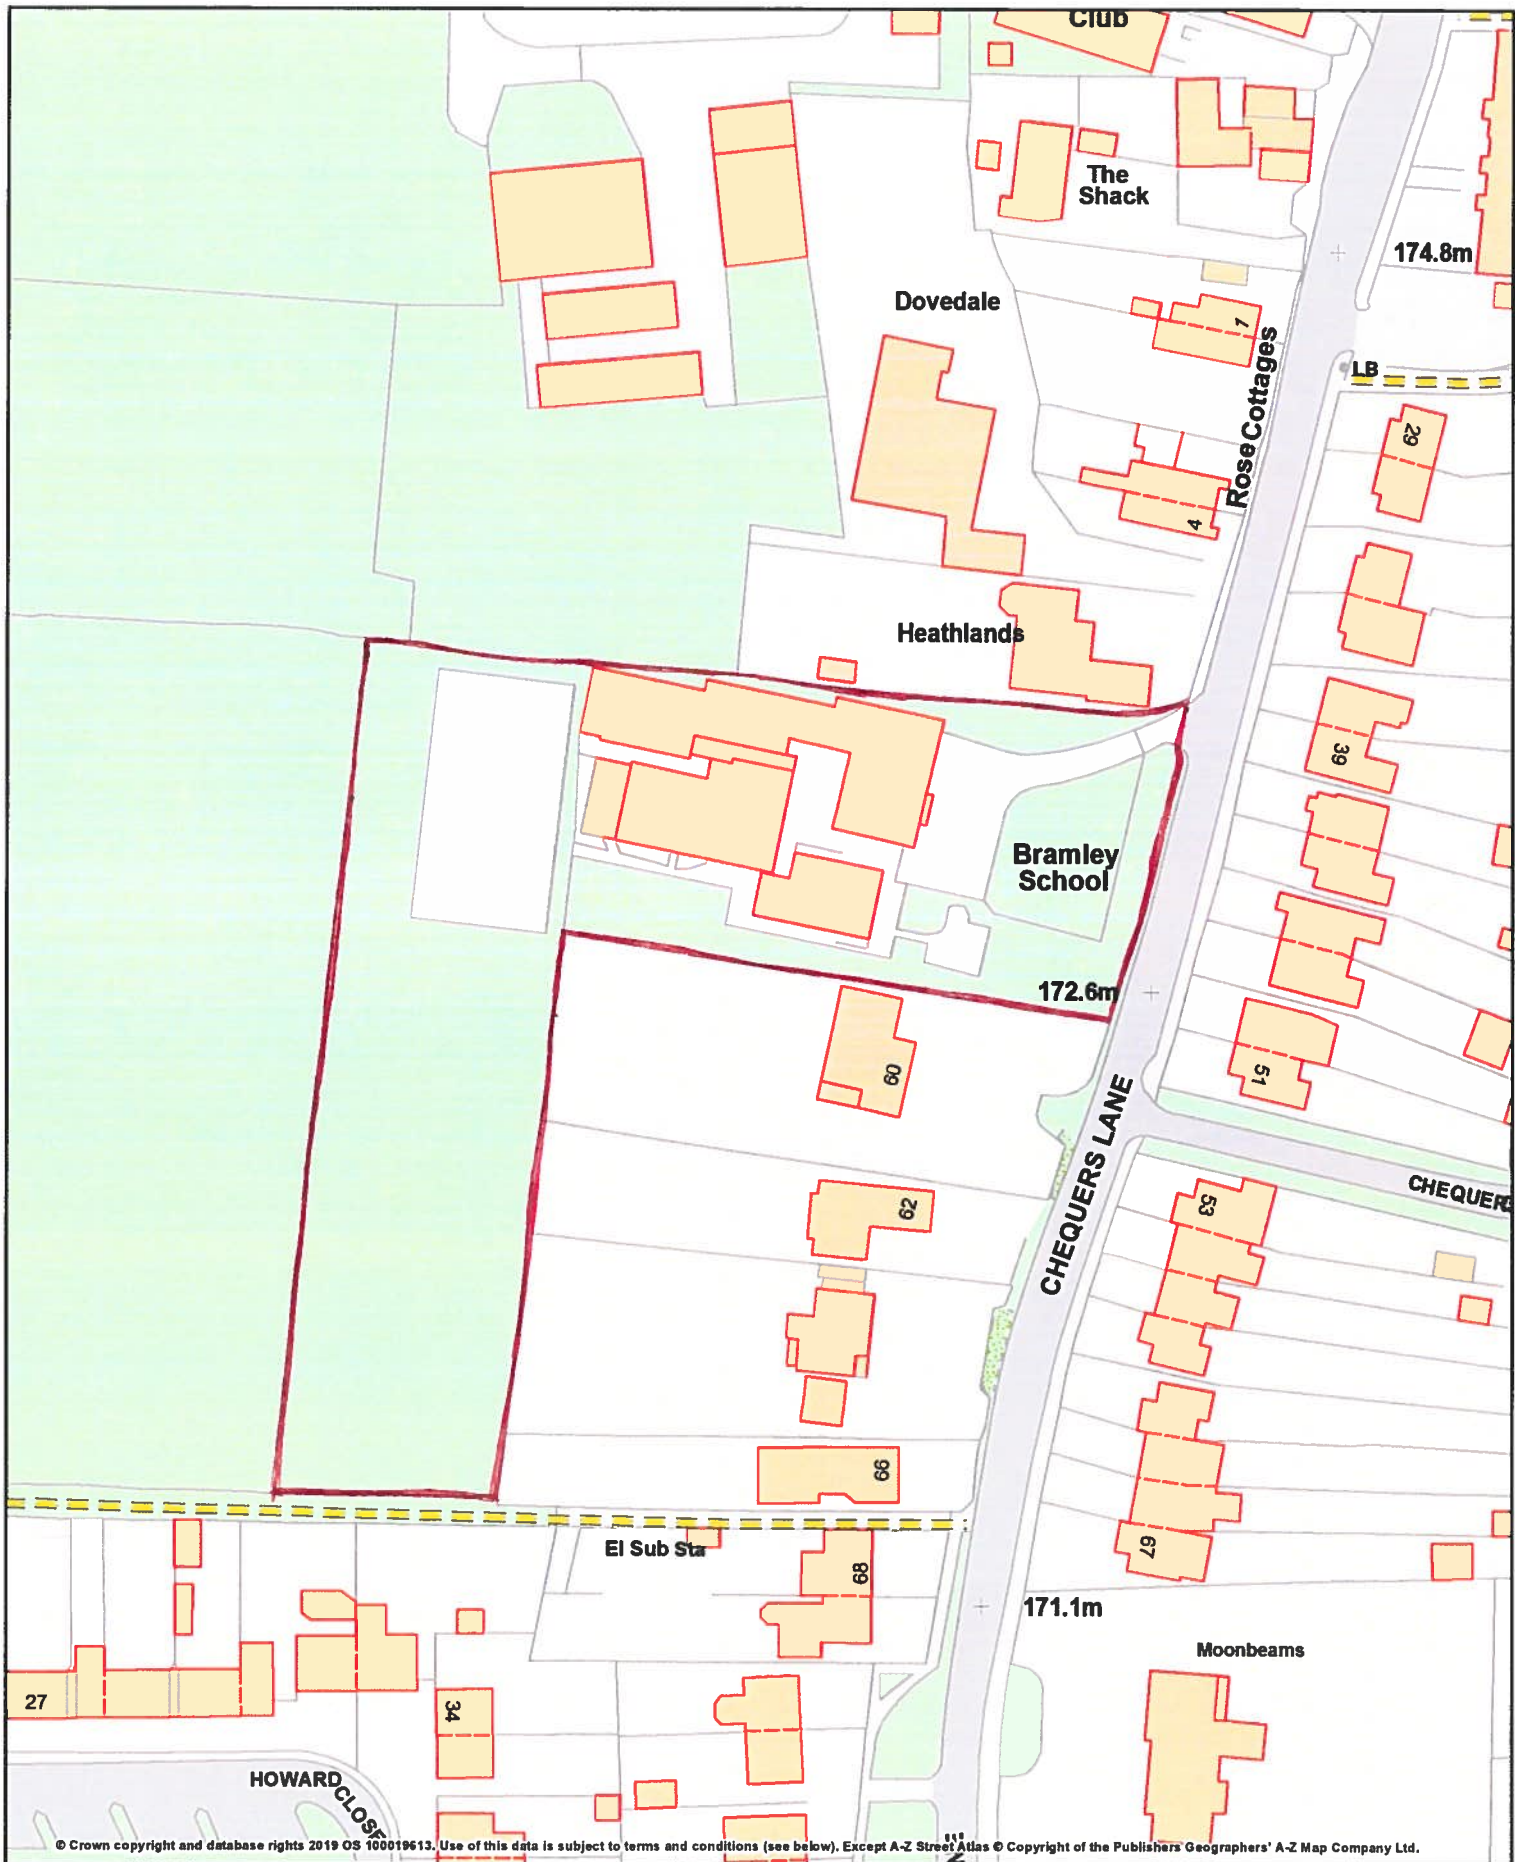 Club
The
Shack
174.8m
Dovedale
1
Rose Cottages
LB
29
4
Heathlands
39
Bramley
School
172.6m
60
51
CHEQUERS LANE
CHEQUER
62
53
66
El Sub Sta
68
67
171.1m
Moonbeams
27
34
HOWARD CLOSE
© Crown copyright and database rights 2019 OS 100019613. Use of this data is subject to terms and conditions (see below). Except A-Z Street Atlas © Copyright of the Publishers Geographers' A-Z Map Company Ltd.